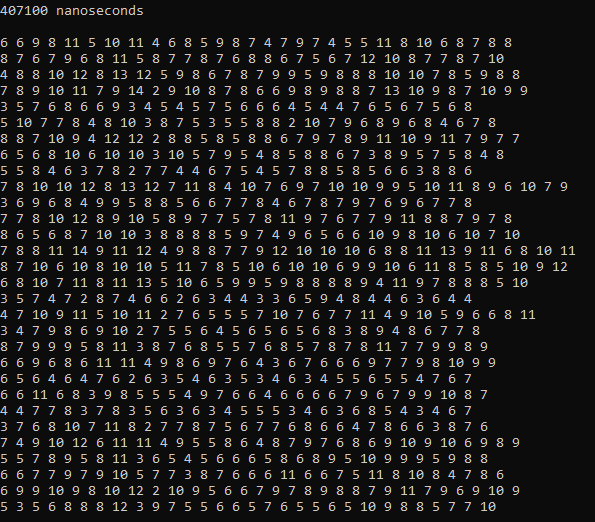 407100 nanoseconds
6 6 9 8 11 5 10 11 4 6 8 5 9 8 7 4 7 9 7 4 5 5 11 8 10 6 8 7 8 8
8 7 6 7 9 6 8 11 5 8 7 7 8 7 6 8 8 6 7 5 6 7 12 10 8 7 7 8 7 10
4 8 8 10 12 8 13 12 5 9 8 6 7 8 7 9 9 5 9 8 8 8 10 10 7 8 5 9 8 8
7 8 9 10 11 7 9 14 2 9 10 8 7 8 6 6 9 8 9 8 8 7 13 10 9 8 7 10 9 9
3 5 7 6 8 6 6 9 3 4 5 4 5 7 5 6 6 6 4 5 4 4 7 6 5 6 7 5 6 8
5 10 7 7 8 4 8 10 3 8 7 5 3 5 5 8 8 2 10 7 9 6 8 9 6 8 4 6 7 8
8 8 7 10 9 4 12 12 2 8 8 5 8 5 8 8 6 7 9 7 8 9 11 10 9 11 7 9 7 7
6 5 6 8 10 6 10 10 3 10 5 7 9 5 4 8 5 8 8 6 7 3 8 9 5 7 5 8 4 8
5 5 8 4 6 3 7 8 2 7 7 4 4 6 7 5 4 5 7 8 8 5 8 5 6 6 3 8 8 6
7 8 10 10 12 8 13 12 7 11 8 4 10 7 6 9 7 10 10 9 9 5 10 11 8 9 6 10 7 9
3 6 9 6 8 4 9 9 5 8 8 5 6 6 7 7 8 4 6 7 8 7 9 7 6 9 6 7 7 8
7 7 8 10 12 8 9 10 5 8 9 7 7 5 7 8 11 9 7 6 7 7 9 11 8 8 7 9 7 8
8 6 5 6 8 7 10 10 3 8 8 8 8 5 9 7 4 9 6 5 6 6 10 9 8 10 6 10 7 10
7 8 8 11 14 9 11 12 4 9 8 8 7 7 9 12 10 10 10 6 8 8 11 13 9 11 6 8 10 11
8 7 10 6 10 8 10 10 5 11 7 8 5 10 6 10 10 6 9 9 10 6 11 8 5 8 5 10 9 12
6 8 10 7 11 8 11 13 5 10 6 5 9 9 5 9 8 8 8 8 9 4 11 9 7 8 8 8 5 10
3 5 7 4 7 2 8 7 4 6 6 2 6 3 4 4 3 3 6 5 9 4 8 4 4 6 3 6 4 4
4 7 10 9 11 5 10 11 2 7 6 5 5 5 7 10 7 6 7 7 11 4 9 10 5 9 6 6 8 11
3 4 7 9 8 6 9 10 2 7 5 5 6 4 5 6 5 6 5 6 8 3 8 9 4 8 6 7 7 8
8 7 9 9 9 5 8 11 3 8 7 6 8 5 5 7 6 8 5 7 8 7 8 11 7 7 9 9 8 9
6 6 9 6 8 6 11 11 4 9 8 6 9 7 6 4 3 6 7 6 6 6 9 7 7 9 8 10 9 9
6 5 6 4 6 4 7 6 2 6 3 5 4 6 3 5 3 4 6 3 4 5 5 6 5 5 4 7 6 7
6 6 11 6 8 3 9 8 5 5 5 4 9 7 6 6 4 6 6 6 6 7 9 6 7 9 9 10 8 7
4 4 7 7 8 3 7 8 3 5 6 3 6 3 4 5 5 5 3 4 6 3 6 8 5 4 3 4 6 7
3 7 6 8 10 7 11 8 2 7 7 8 7 5 6 7 7 6 8 6 6 4 7 8 6 6 3 8 7 6
7 4 9 10 12 6 11 11 4 9 5 5 8 6 4 8 7 9 7 6 8 6 9 10 9 10 6 9 8 9
5 5 7 8 9 5 8 11 3 6 5 4 5 6 6 6 5 8 6 8 9 5 10 9 9 9 5 9 8 8
6 6 7 7 9 7 9 10 5 7 7 3 8 7 6 6 6 11 6 6 7 5 11 8 10 8 4 7 8 6
6 9 9 10 9 8 10 12 2 10 9 5 6 6 7 9 7 8 9 8 8 7 9 11 7 9 6 9 10 9
5 3 5 6 8 8 8 12 3 9 7 5 5 6 6 5 7 6 5 5 6 5 10 9 8 8 5 7 7 10